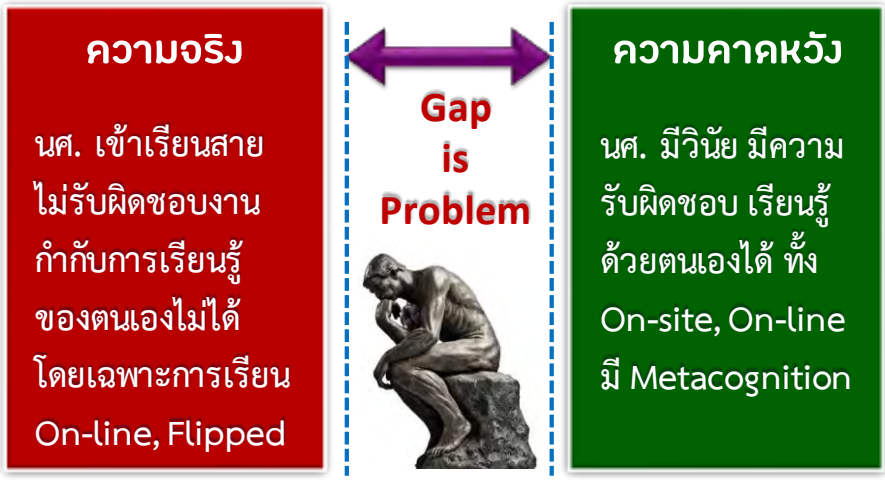 ความจริง
นศ. เข้าเรียนสาย
ไม่รับผิดชอบงาน
กำกับการเรียนรู้
ของตนเองไม่ได้
โดยเฉพาะการเรียน
On-line, Flipped
Gap
is
Problem
ความคาดหวัง
นศ. มีวินัย มีความ
รับผิดชอบ เรียนรู้
ด้วยตนเองได้ ทั้ง
On-site, On-line
มี Metacognition